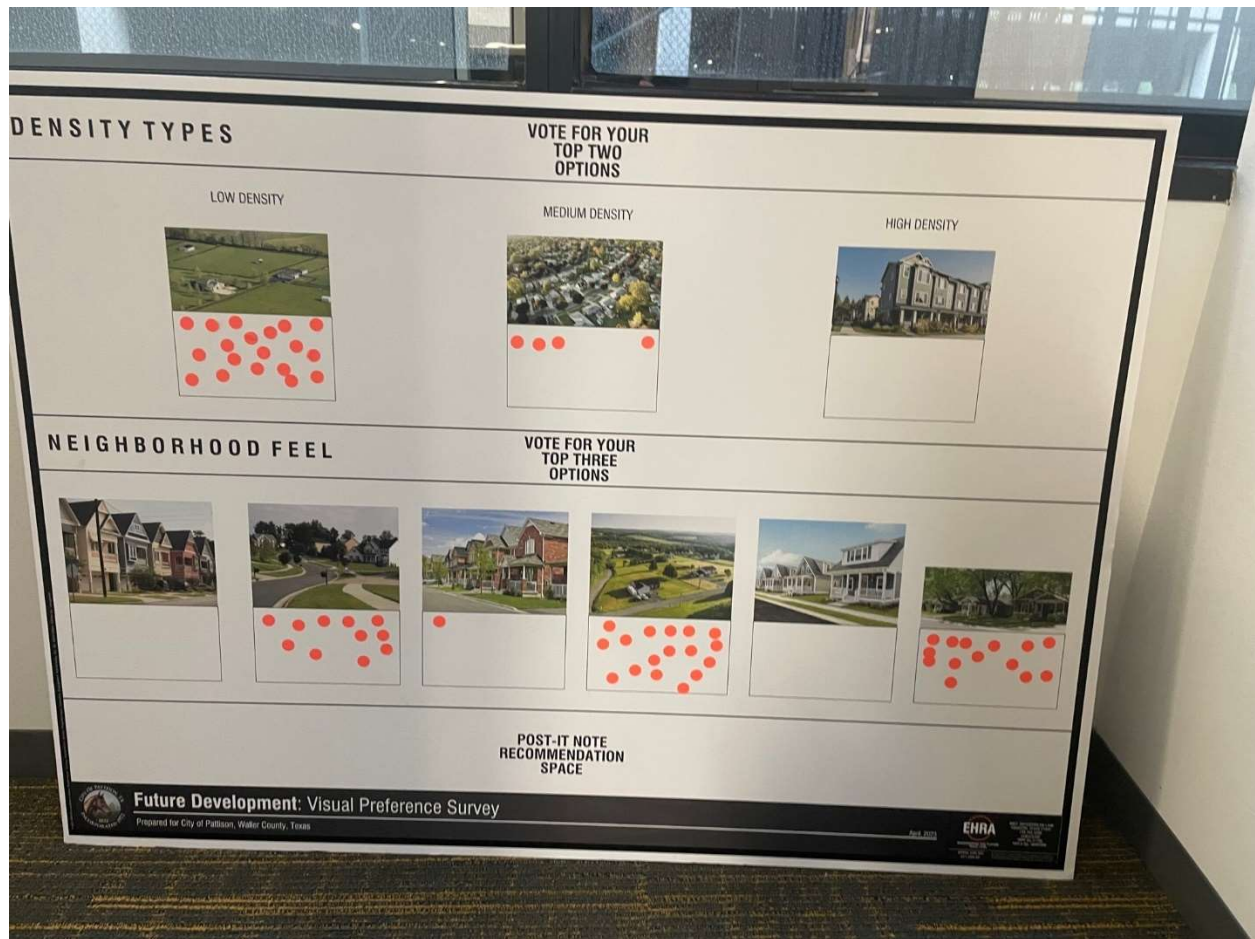 DENSITY TYPES
VOTE FOR YOUR
TOP TWO
OPTIONS
LOW DENSITY
MEDIUM DENSITY
HIGH DENSITY
NEIGHBORHOOD FEEL
VOTE FOR YOUR
TOP THREE
OPTIONS
POST-IT NOTE
RECOMMENDATION
SPACE
Future Development: Visual Preference Survey
Prepared for City of Pattison, Waller County, Texas
April 2023
EHRA